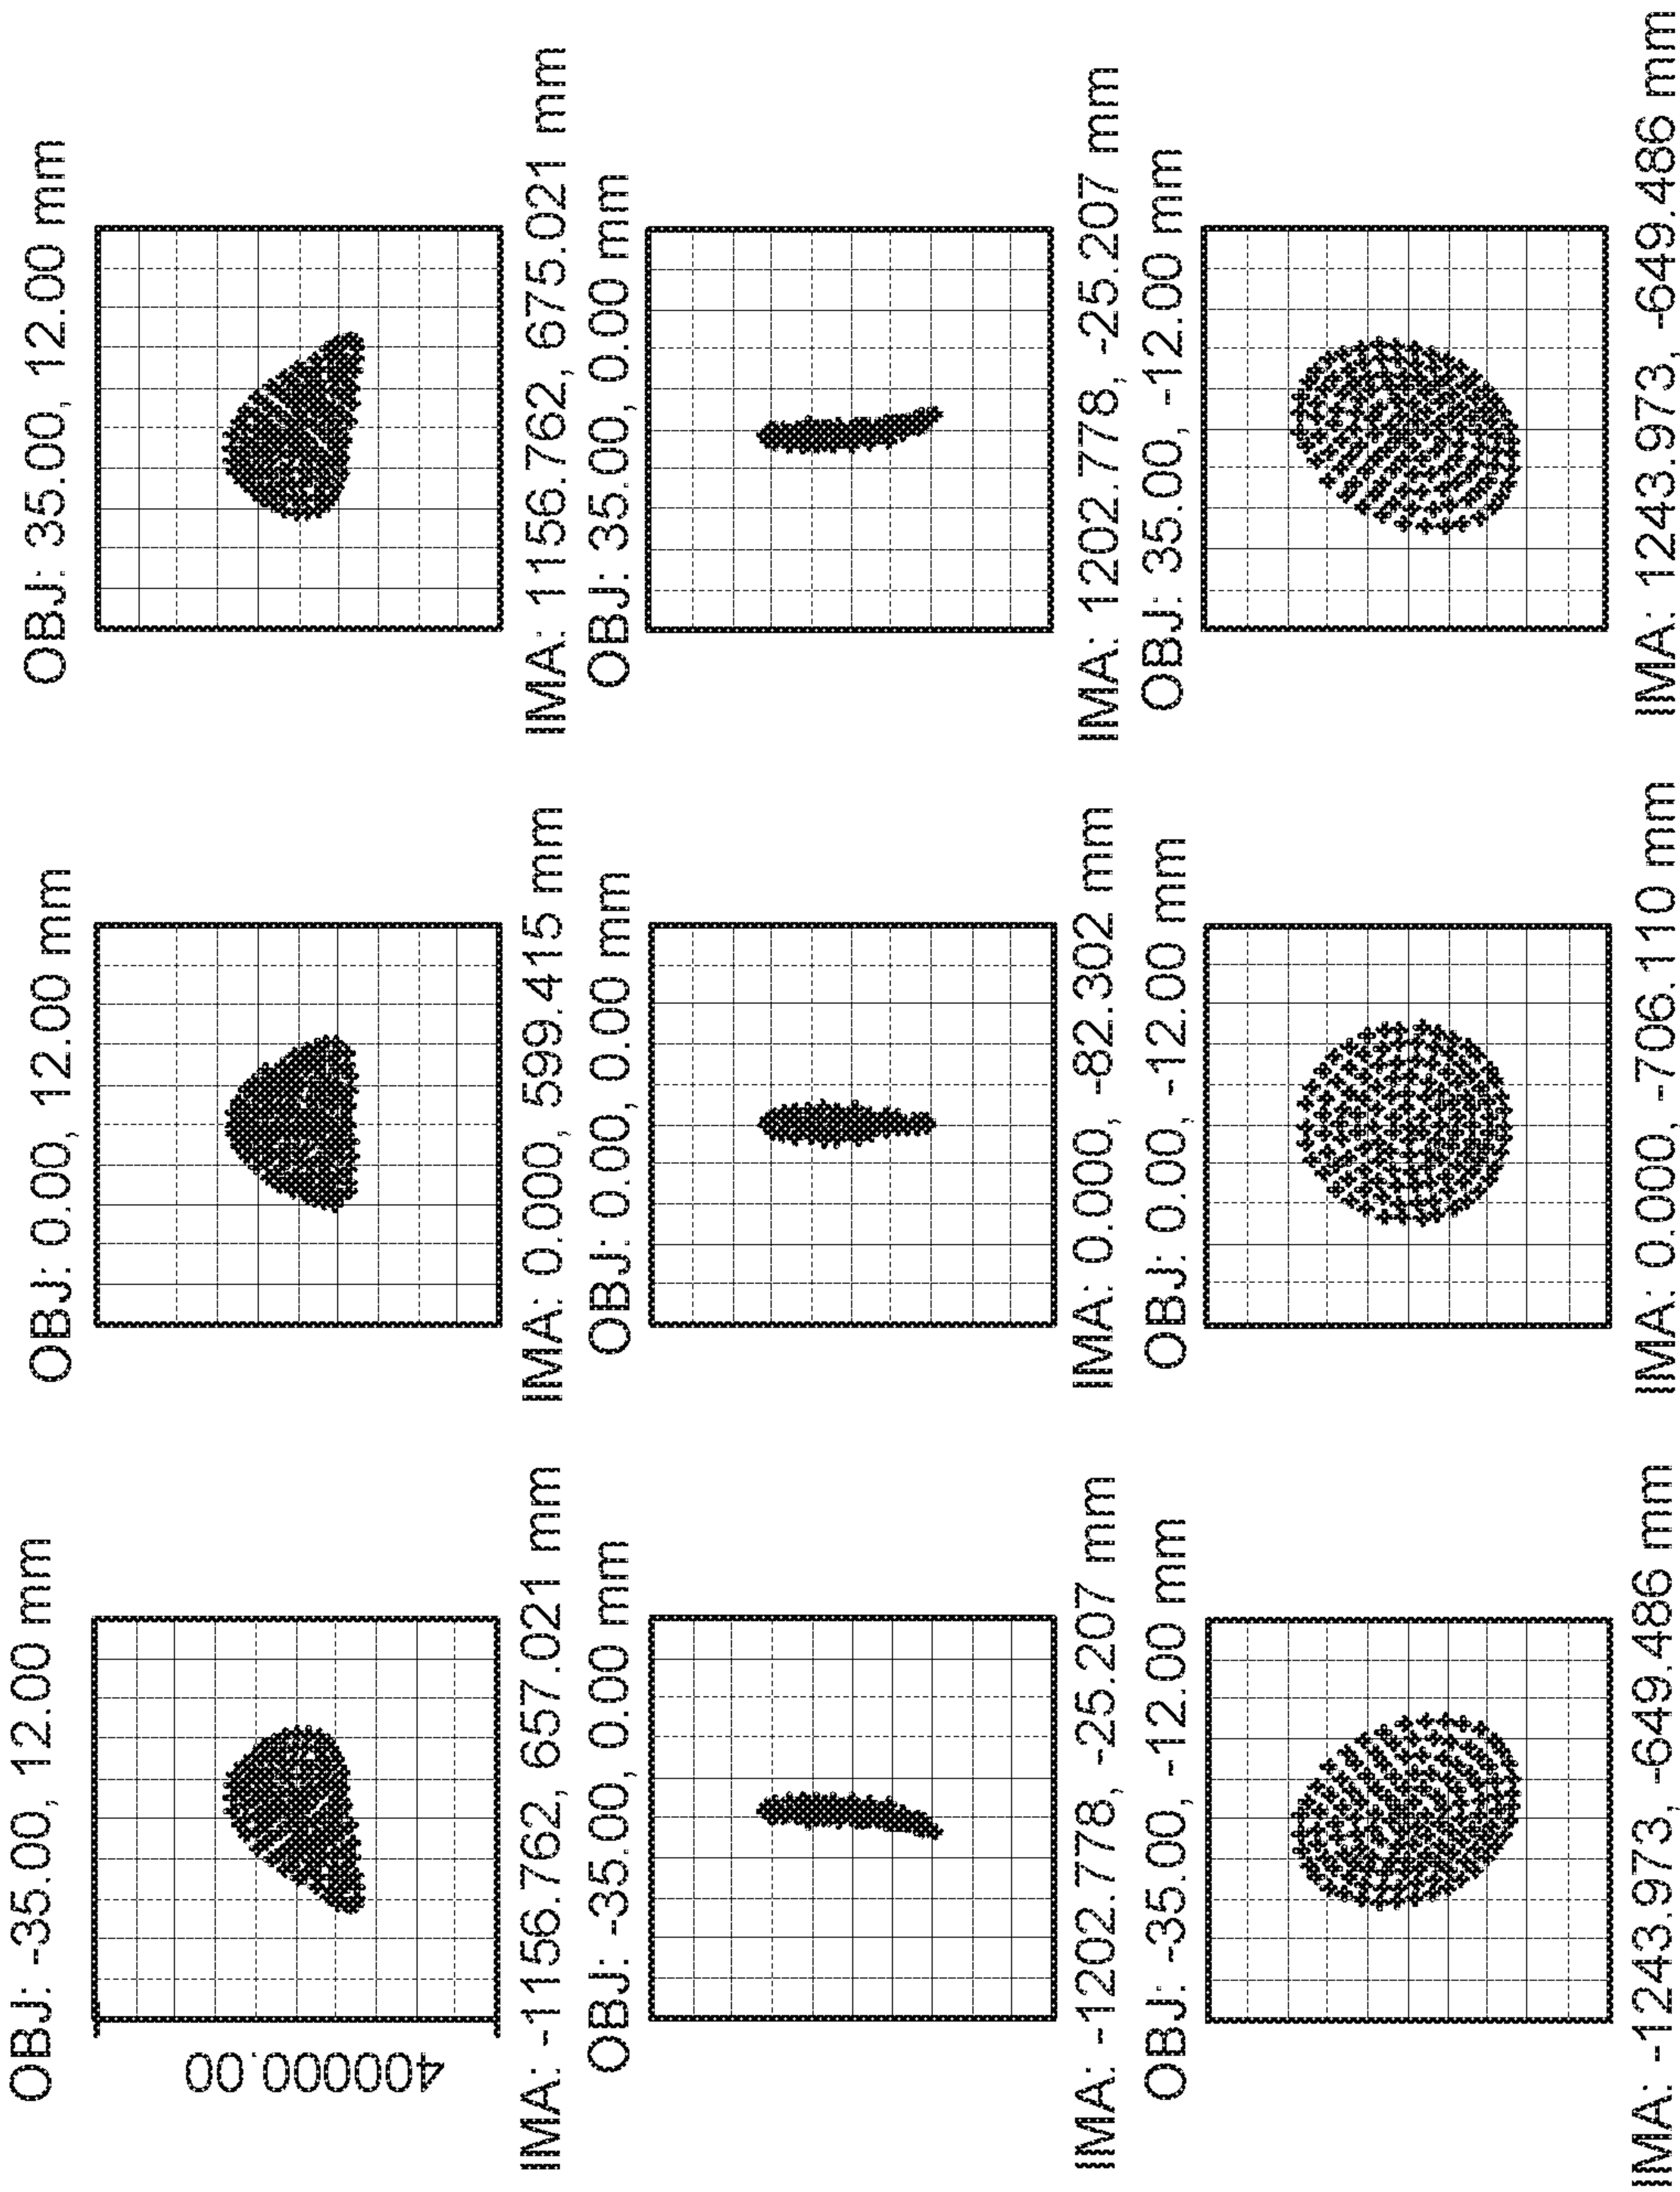 OBJ: -35.00, 12.00 mm
OBJ: 0.00, 12.00 mm
OBJ: 35.00, 12.00 mm
400000.00
IMA: -1156.762, 657.021 mm
IMA: 0.000, 599.415 mm
IMA: 1156.762, 675.021 mm
OBJ: -35.00, 0.00 mm
OBJ: 0.00, 0.00 mm
OBJ: 35.00, 0.00 mm
IMA: -1202.778, -25.207 mm
IMA: 0.000, -82.302 mm
IMA: 1202.778, -25.207 mm
OBJ: -35.00, -12.00 mm
OBJ: 0.00, -12.00 mm
OBJ: 35.00, -12.00 mm
IMA: -1243.973, -649.486 mm
IMA: 0.000, -706.110 mm
IMA: 1243.973, -649.486 mm